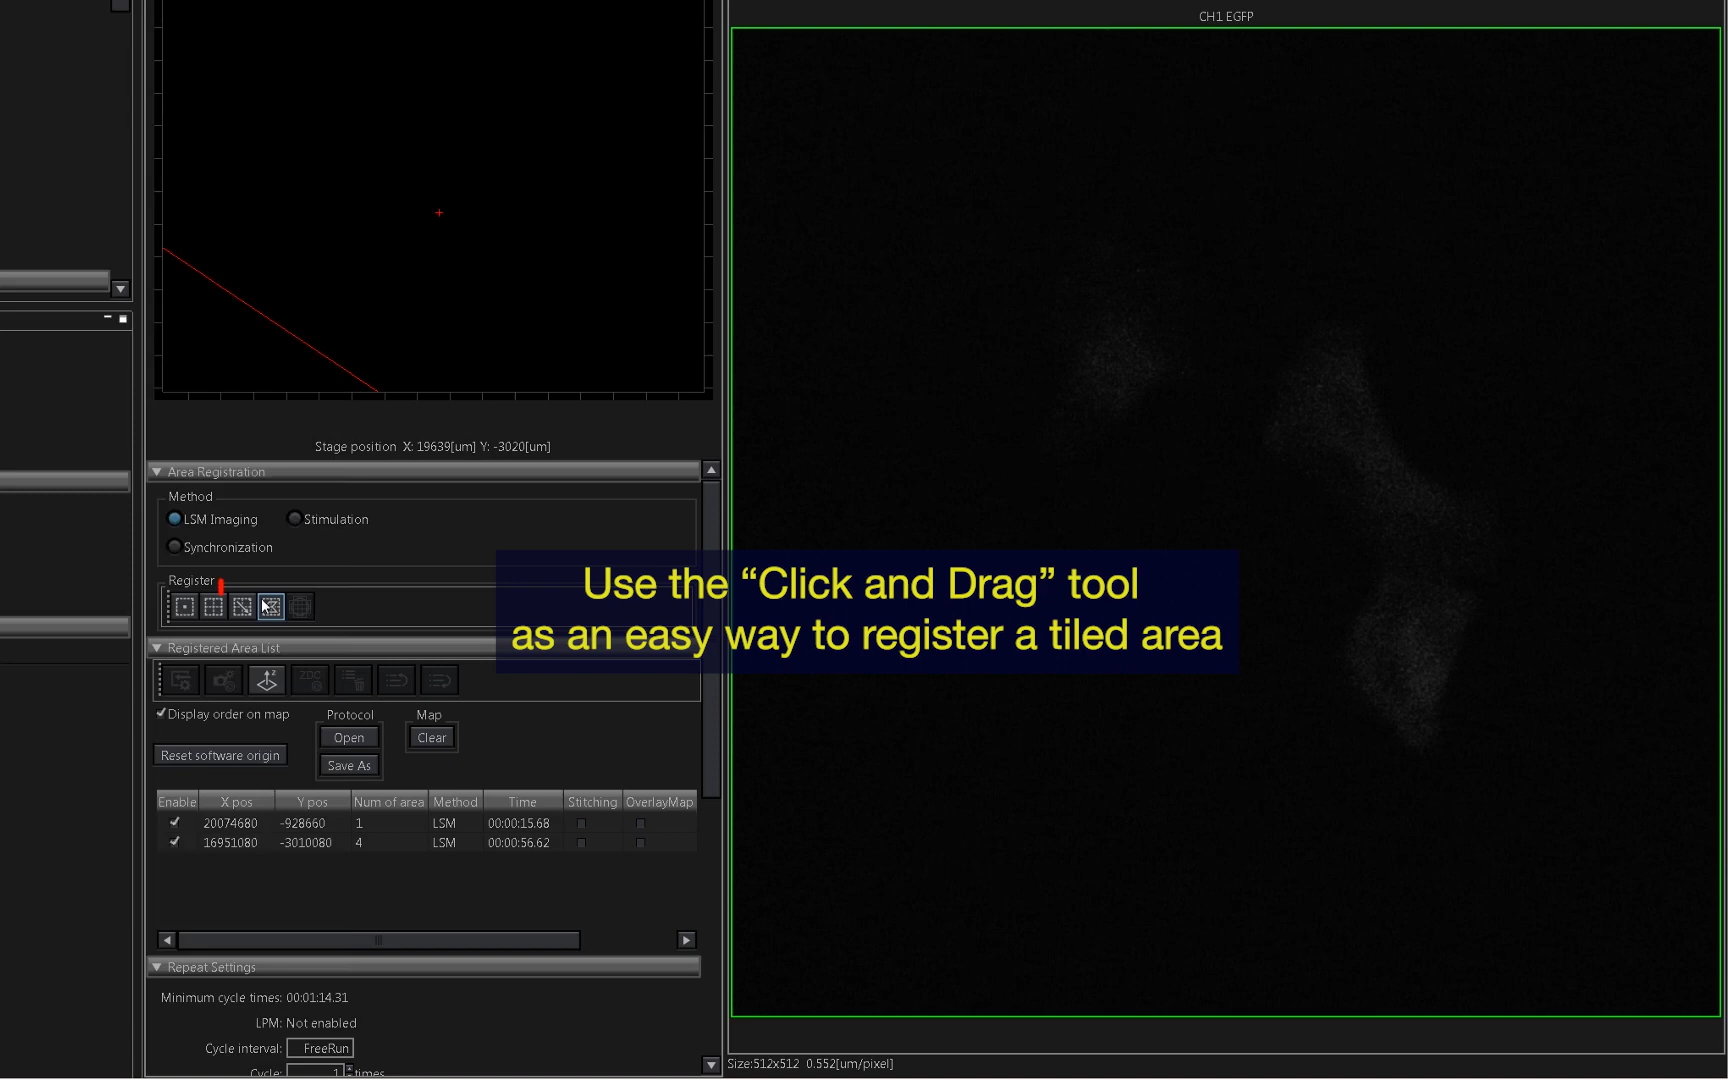 CH1 EGFP
Stage position X: 19639[um] Y: -3020[um]
Area Registration
Method
LSM Imaging
Stimulation
Synchronization
Register
Use the “Click and Drag” tool
as an easy way to register a tiled area
Registered Area List
ZDC
Display order on map
Protocol
Map
Open
Clear
Reset software origin
Save As
Enable X pos Y pos Num of area Method Time Stitching OverlayMap
20074680 -928660 1 LSM 00:00:15.68
16951080 -3010080 4 LSM 00:00:56.62
Repeat Settings
Minimum cycle times: 00:01:14.31
LPM: Not enabled
Cycle interval: FreeRun
Cycle: 1 times
Size:512x512 0.552[um/pixel]